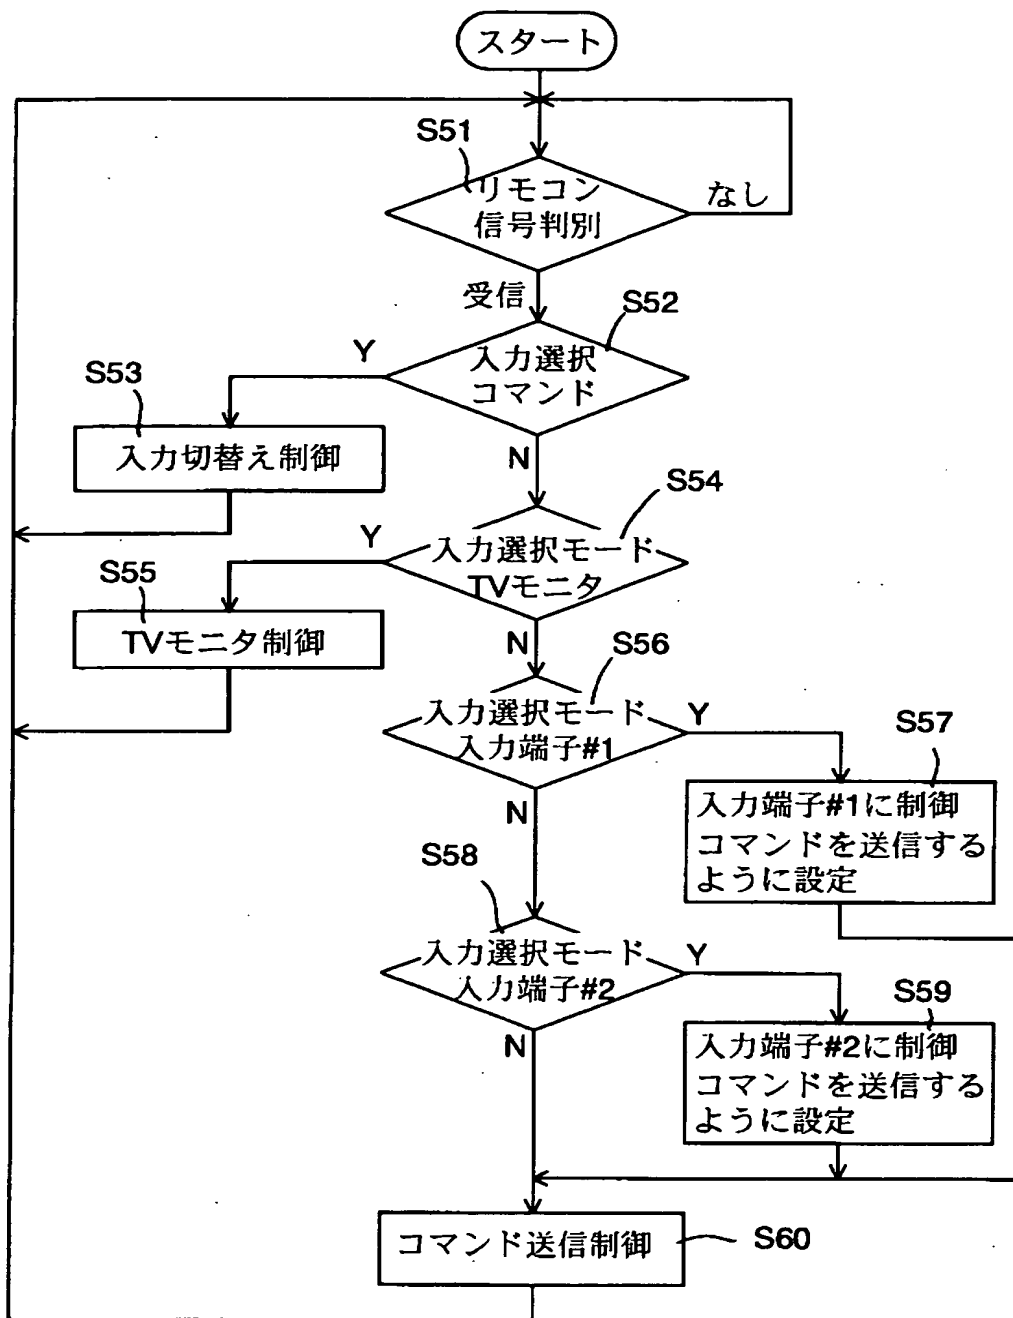 スタート
S51
リモコン
信号判別
なし
受信
S52
入力選択
コマンド
Y
S53
入力切替え制御
N
S54
入力選択モード
TVモニタ
Y
S55
TVモニタ制御
N
S56
入力選択モード
入力端子#1
Y
S57
入力端子#1に制御
コマンドを送信する
ように設定
N
S58
入力選択モード
入力端子#2
Y
S59
入力端子#2に制御
コマンドを送信する
ように設定
N
コマンド送信制御
S60